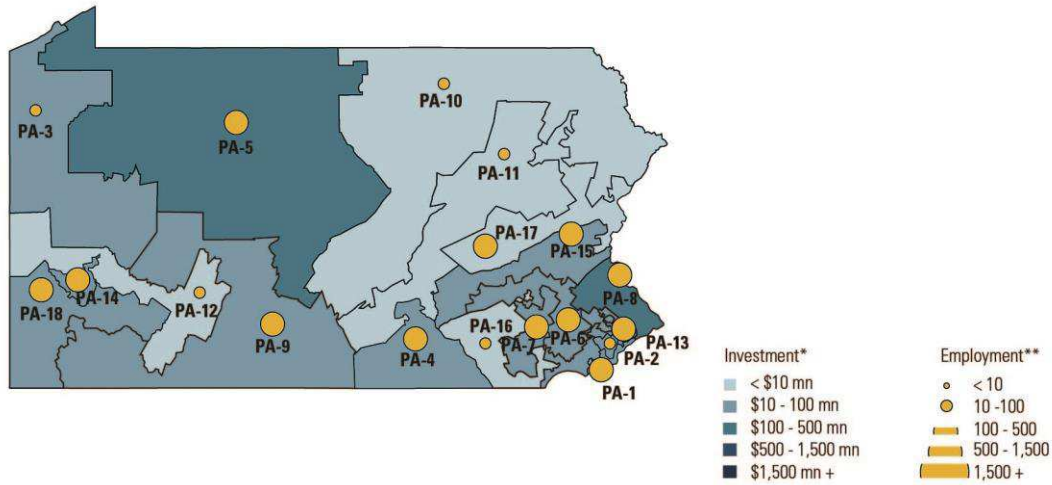 PA-10
PA-3
PA-5
PA-11
PA-17
PA-15
PA-8
PA-14
PA-18
PA-12
PA-16
PA-9
PA-4
PA-7
PA-6
PA-13
PA-2
PA-1
Investment*
< $10 mn
$10 - 100 mn
$100 - 500 mn
$500 - 1,500 mn
$1,500 mn +
Employment**
< 10
10 -100
100 - 500
500 - 1,500
1,500 +